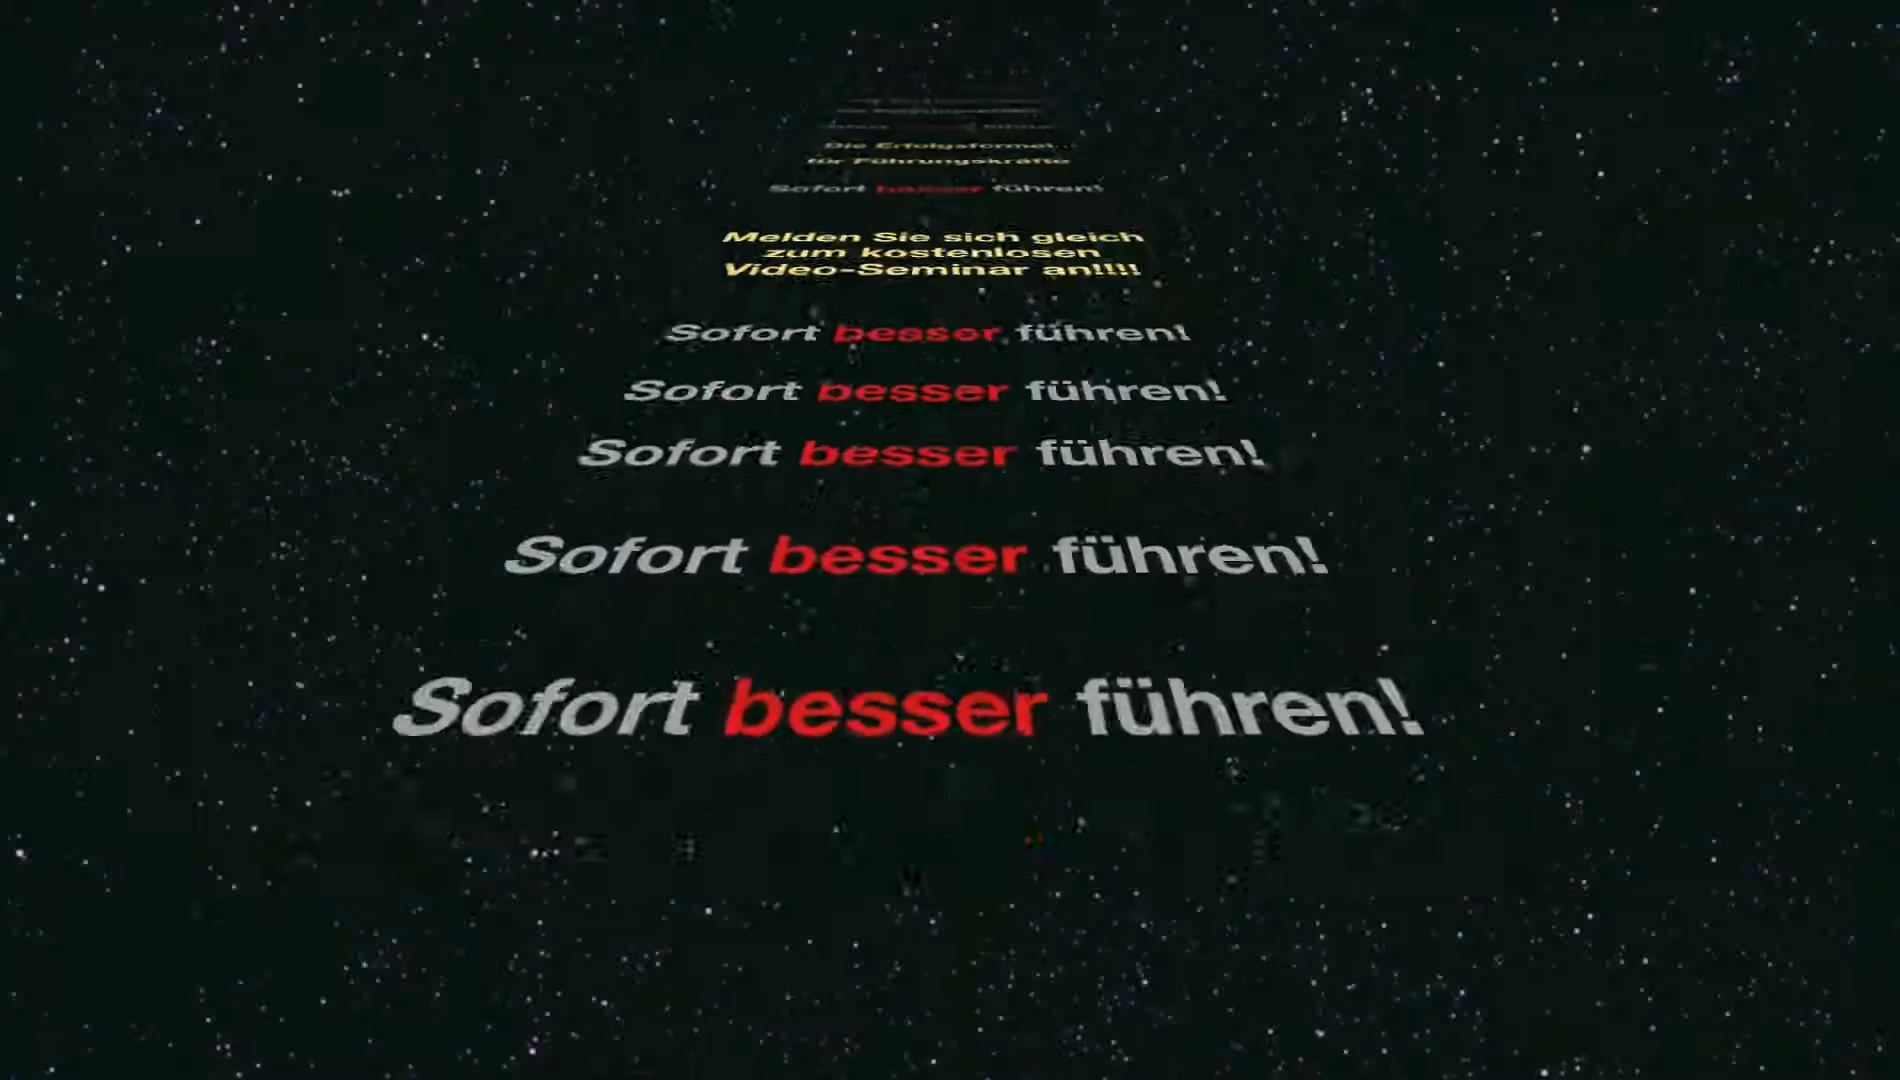 Die Erfolgsformel
für Führungskräfte
Sofort besser führen!
Melden Sie sich gleich
zum kostenlosen
Video-Seminar an!!!!
Sofort besser führen!
Sofort besser führen!
Sofort besser führen!
Sofort besser führen!
Sofort besser führen!